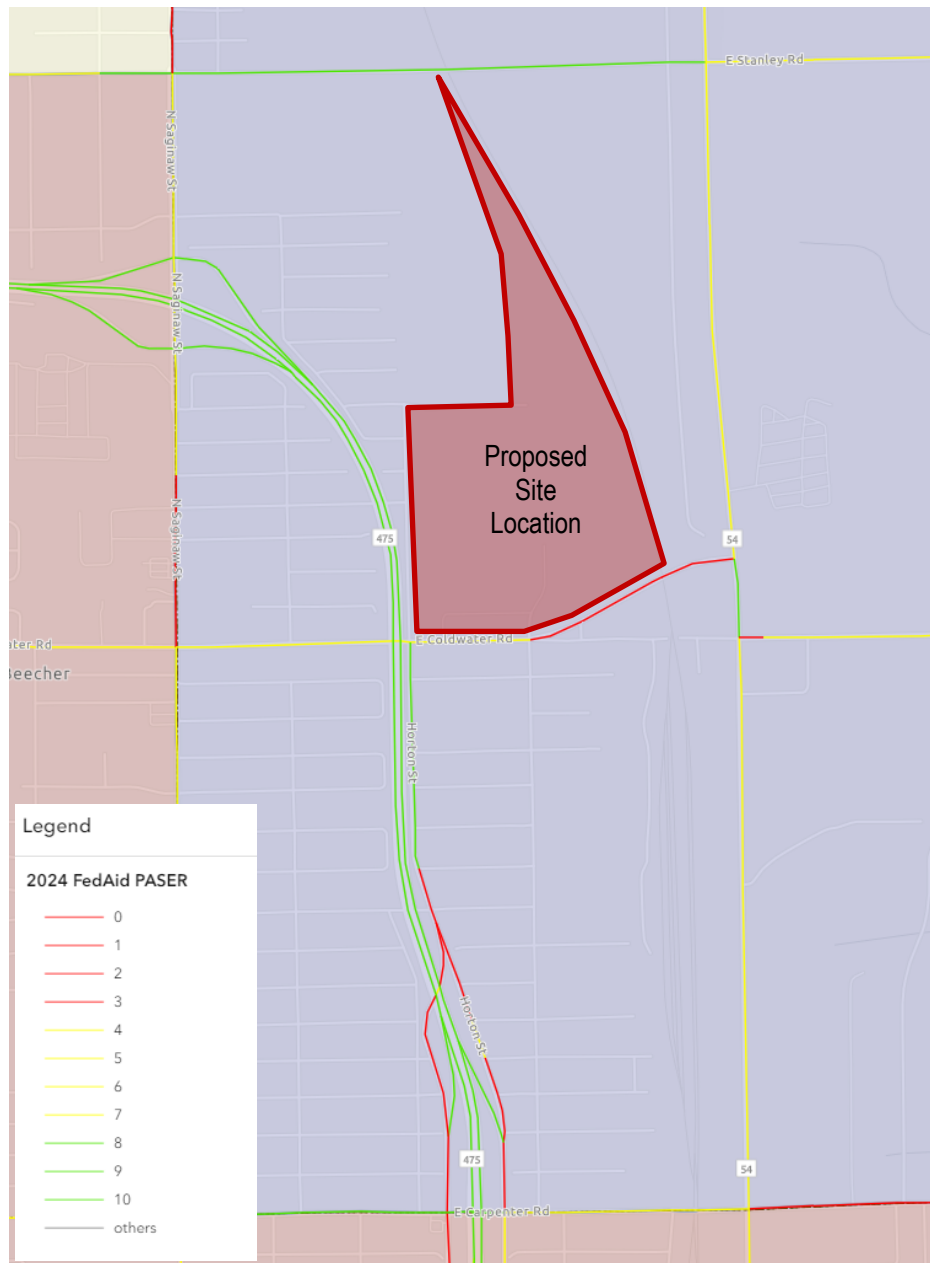 E Stanley Rd
N Saginaw St
N Saginaw St
Proposed
Site
Location
N Saginaw St
475
54
E Coldwater Rd
nter Rd
Beecher
Horton St
Legend
2024 FedAid PASER
0
1
2
3
4
5
6
7
8
9
10
others
Horton St
475
54
E Carpenter Rd